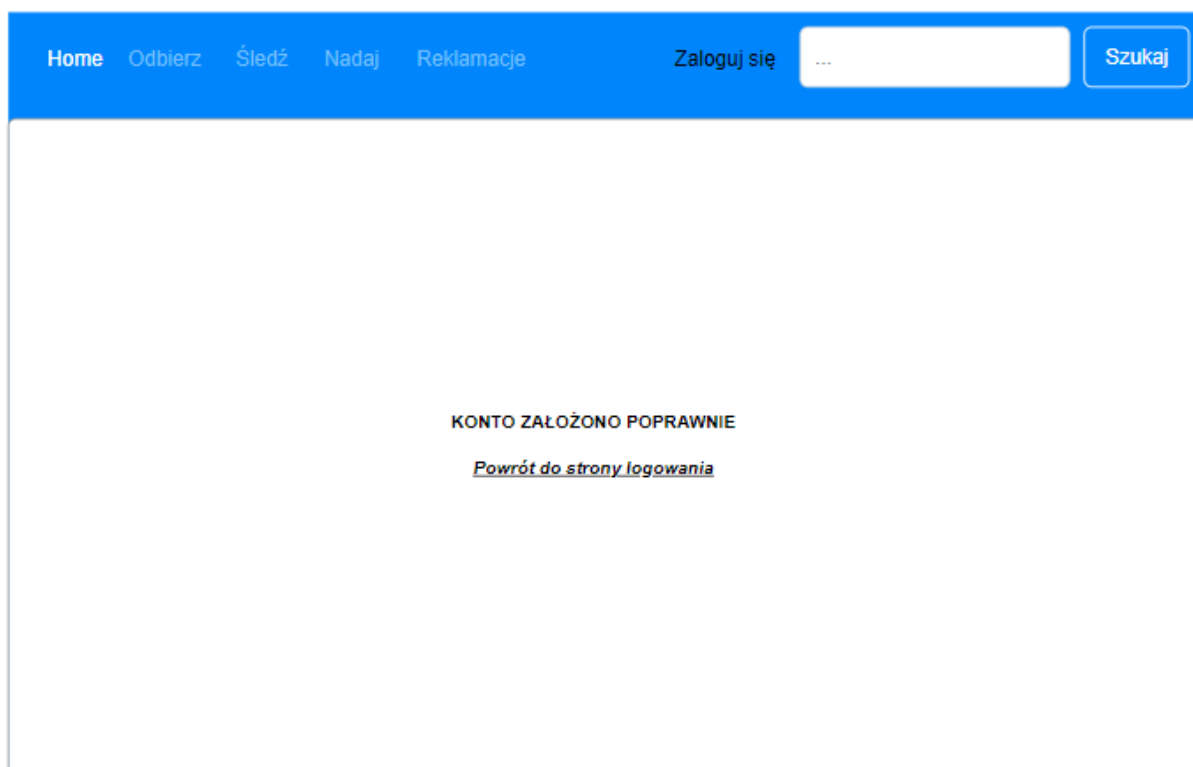 Home Odbierz Śledź Nadaj Reklamacje Zaloguj się ... Szukaj
KONTO ZAŁOŻONO POPRAWNIE
Powrót do strony logowania